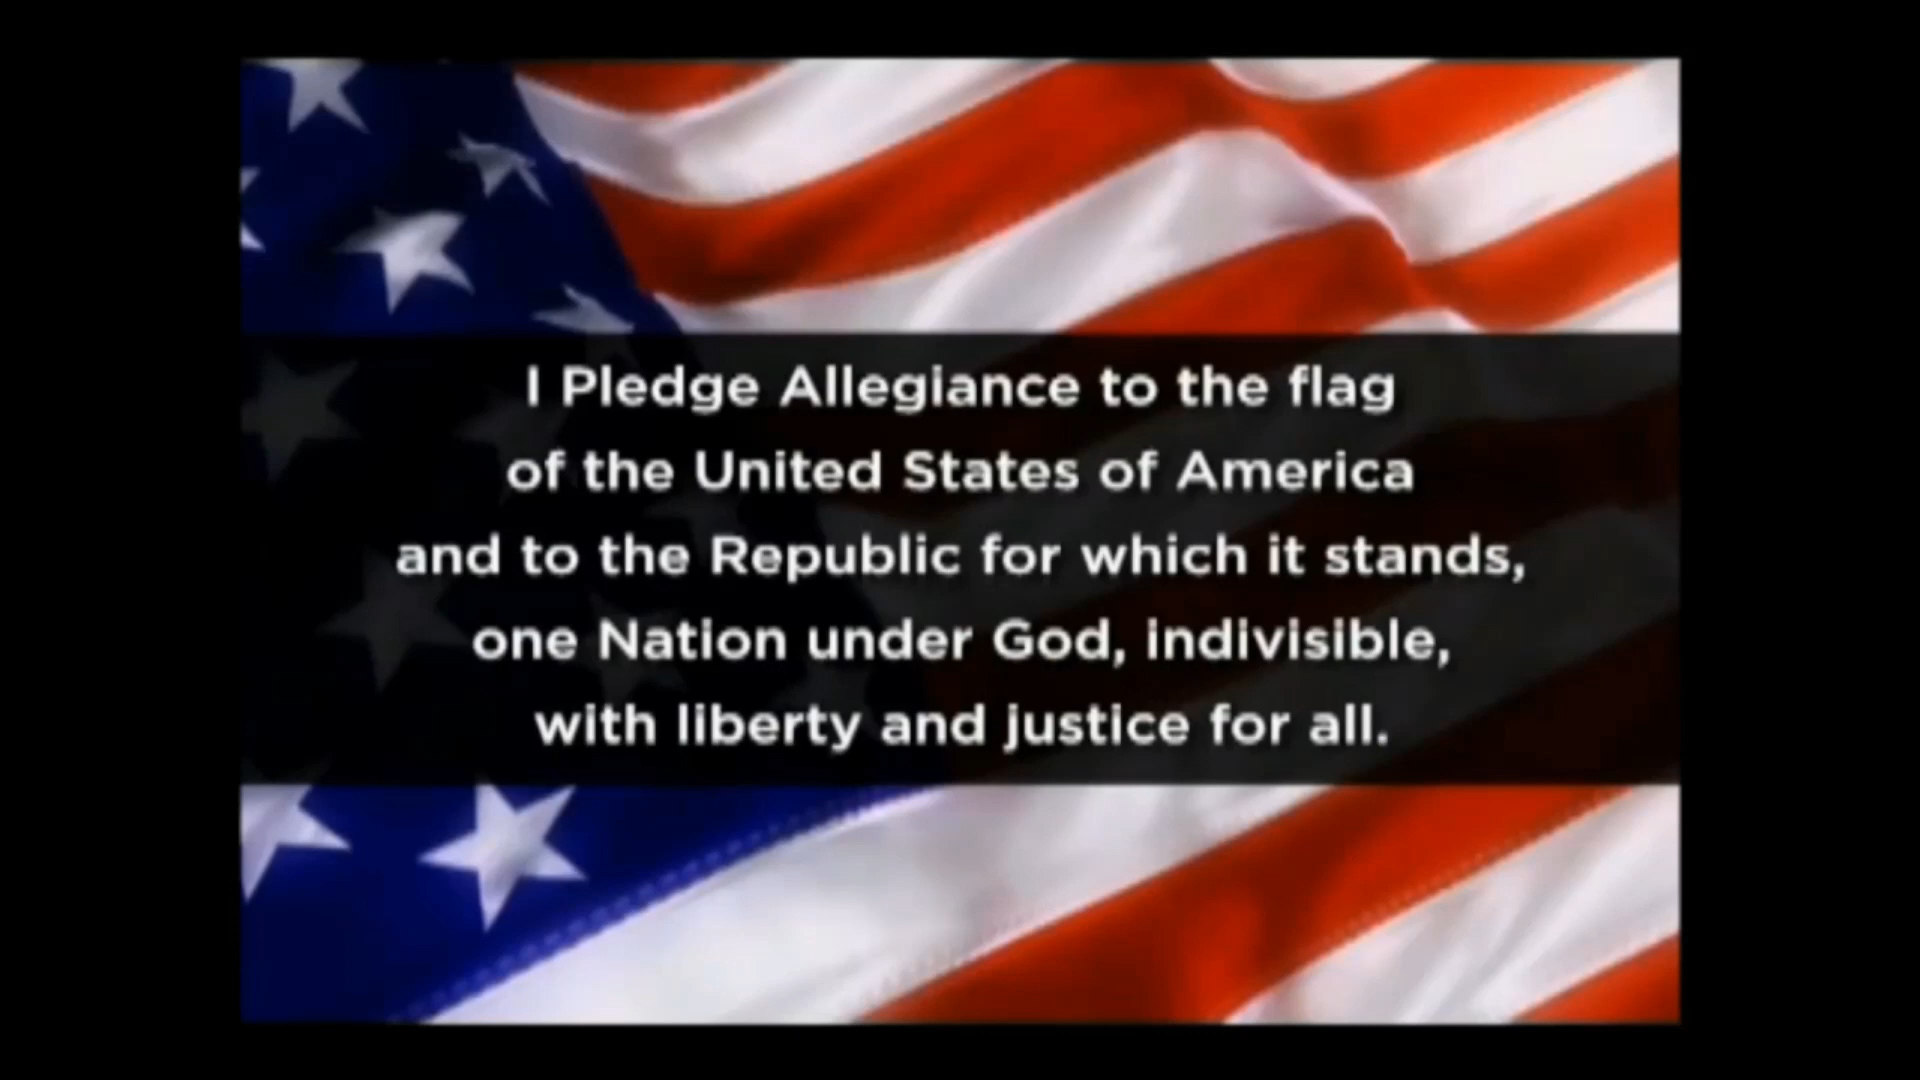 I Pledge Allegiance to the flag
of the United States of America
and to the Republic for which it stands,
one Nation under God, indivisible,
with liberty and justice for all.